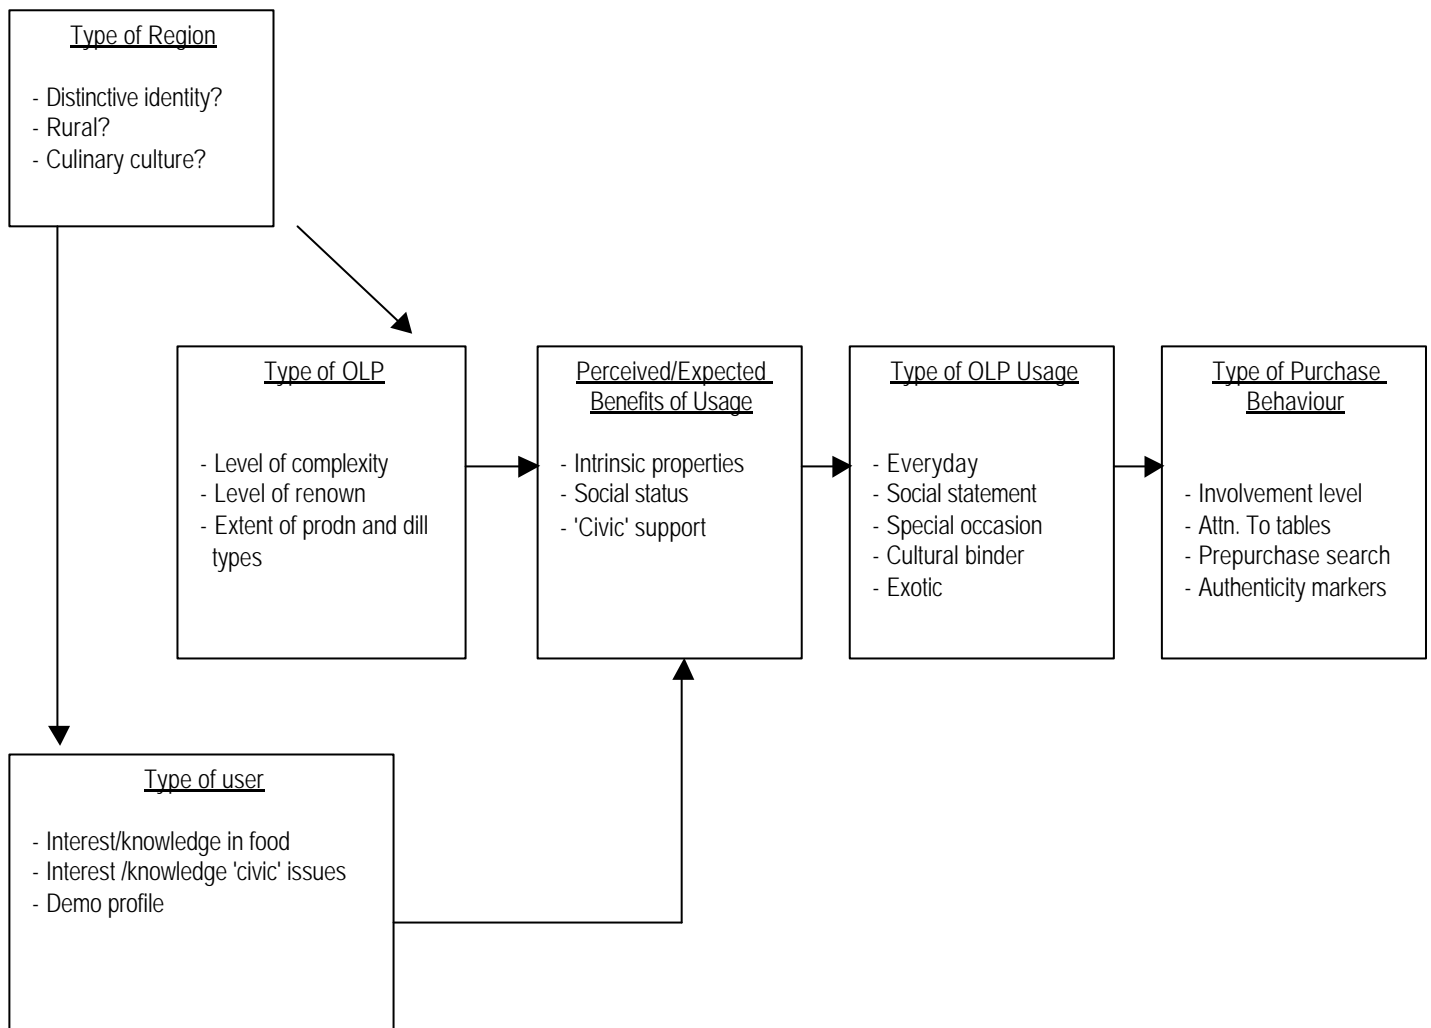 Type of Region
- Distinctive identity?
- Rural?
- Culinary culture?
Type of OLP
- Level of complexity
- Level of renown
- Extent of prodn and dill
types
Perceived/Expected
Benefits of Usage
- Intrinsic properties
- Social status
- 'Civic' support
Type of OLP Usage
- Everyday
- Social statement
- Special occasion
- Cultural binder
- Exotic
Type of Purchase
Behaviour
- Involvement level
- Attn. To tables
- Prepurchase search
- Authenticity markers
Type of user
- Interest/knowledge in food
- Interest /knowledge 'civic' issues
- Demo profile